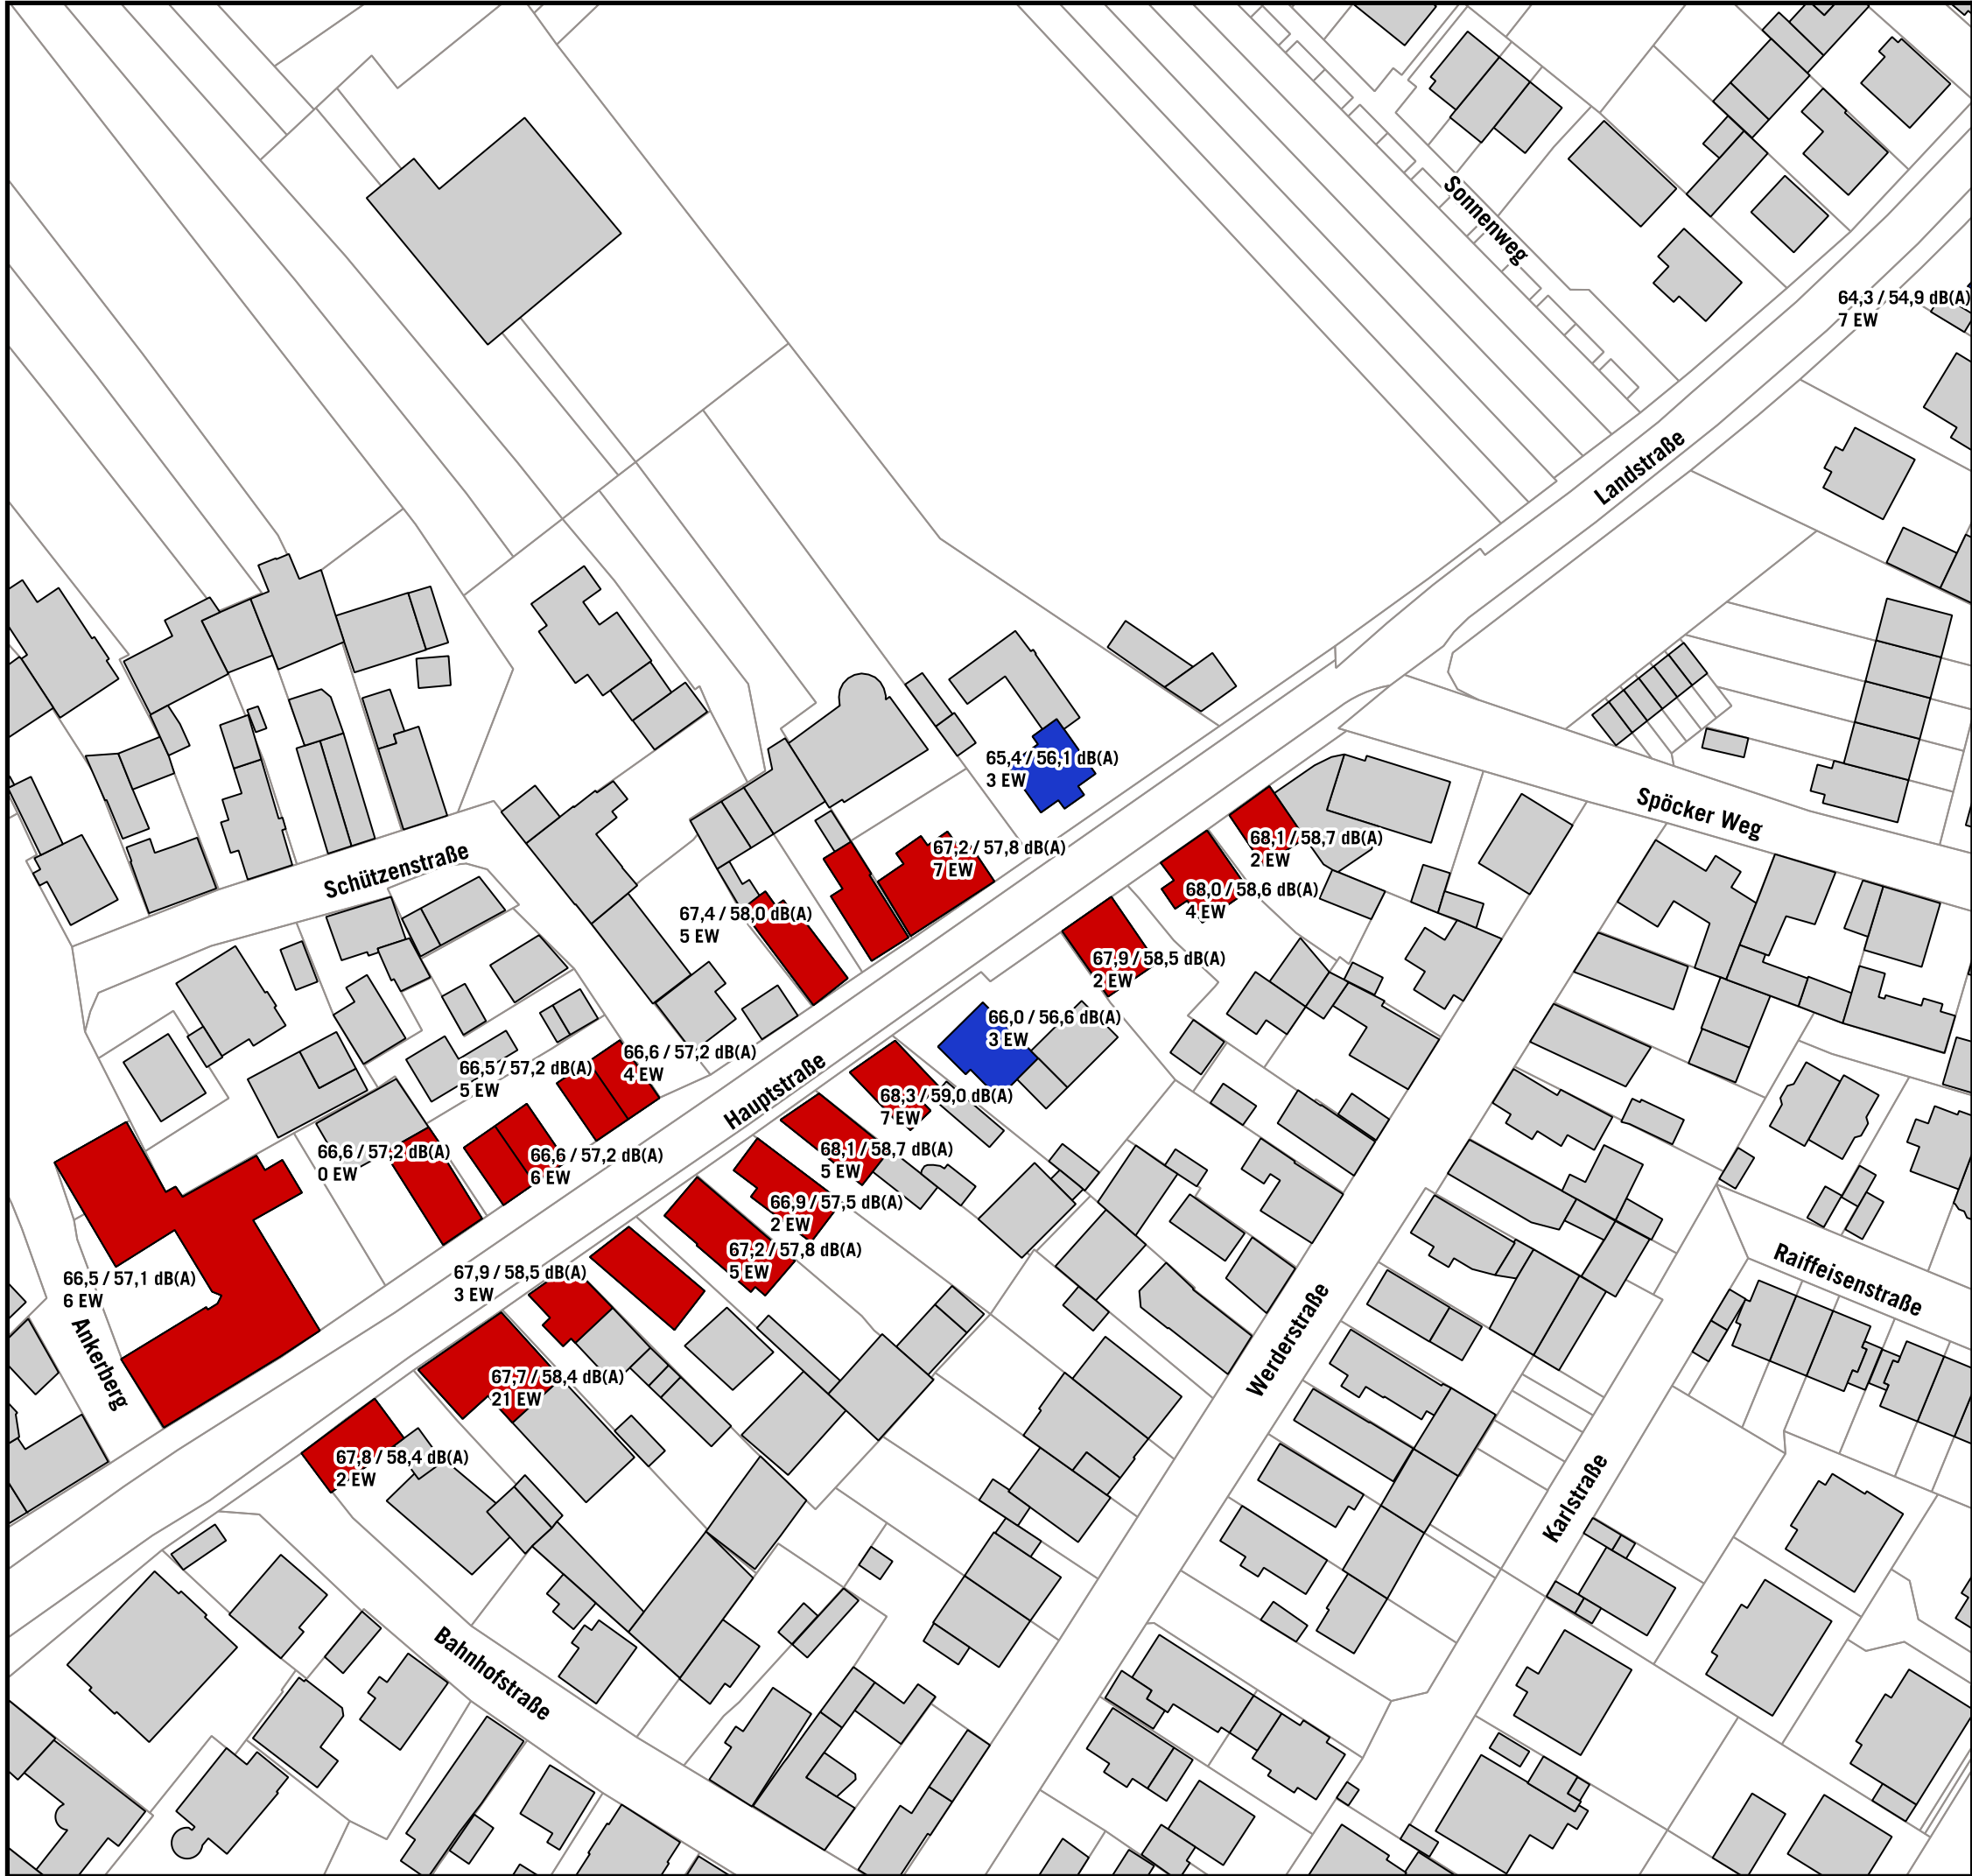 Sonnenweg
64,3 / 54,9 dB(A)
7 EW
Landstraße
65,4 / 56,1 dB(A)
3 EW
Spöcker Weg
68,1 / 58,7 dB(A)
2 EW
67,2 / 57,8 dB(A)
7 EW
Schützenstraße
68,0 / 58,6 dB(A)
4 EW
67,4 / 58,0 dB(A)
5 EW
67,9 / 58,5 dB(A)
2 EW
66,0 / 56,6 dB(A)
3 EW
66,6 / 57,2 dB(A)
4 EW
66,5 / 57,2 dB(A)
5 EW
Hauptstraße
68,3 / 59,0 dB(A)
7 EW
66,6 / 57,2 dB(A)
0 EW
66,6 / 57,2 dB(A)
6 EW
68,1 / 58,7 dB(A)
5 EW
66,9 / 57,5 dB(A)
2 EW
67,2 / 57,8 dB(A)
5 EW
66,5 / 57,1 dB(A)
6 EW
67,9 / 58,5 dB(A)
3 EW
Raiffeisenstraße
Ankerberg
Werderstraße
67,7 / 58,4 dB(A)
21 EW
67,8 / 58,4 dB(A)
2 EW
Karlstraße
Bahnhofstraße